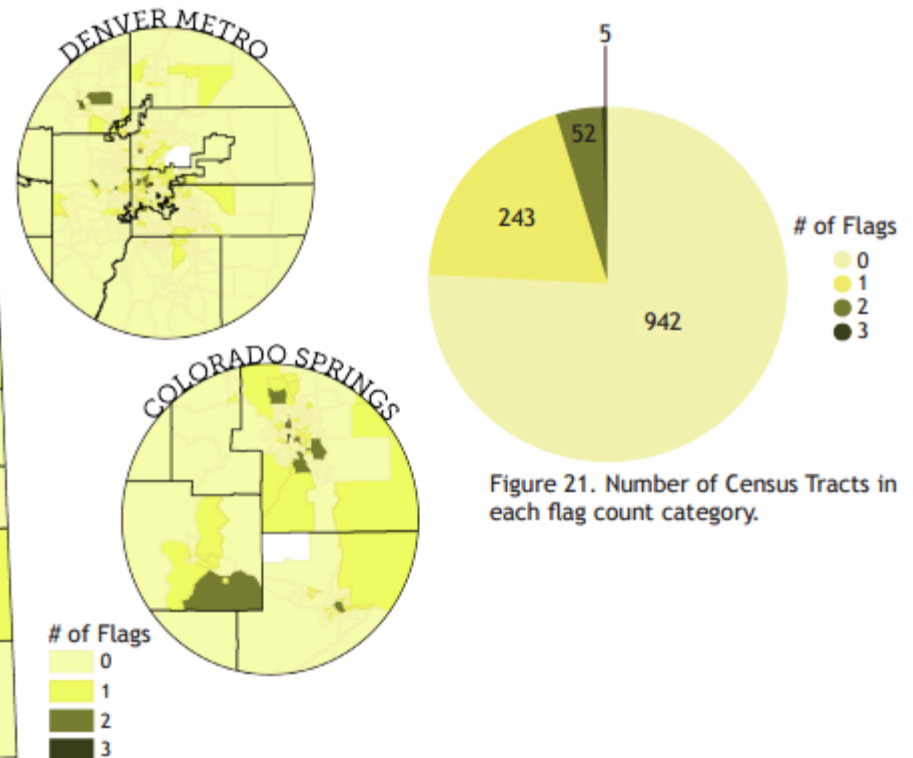 DENVER METRO
5
52
243
942
# of Flags
0
1
2
3
COLORADO SPRINGS
Figure 21. Number of Census Tracts in
each flag count category.
# of Flags
0
1
2
3